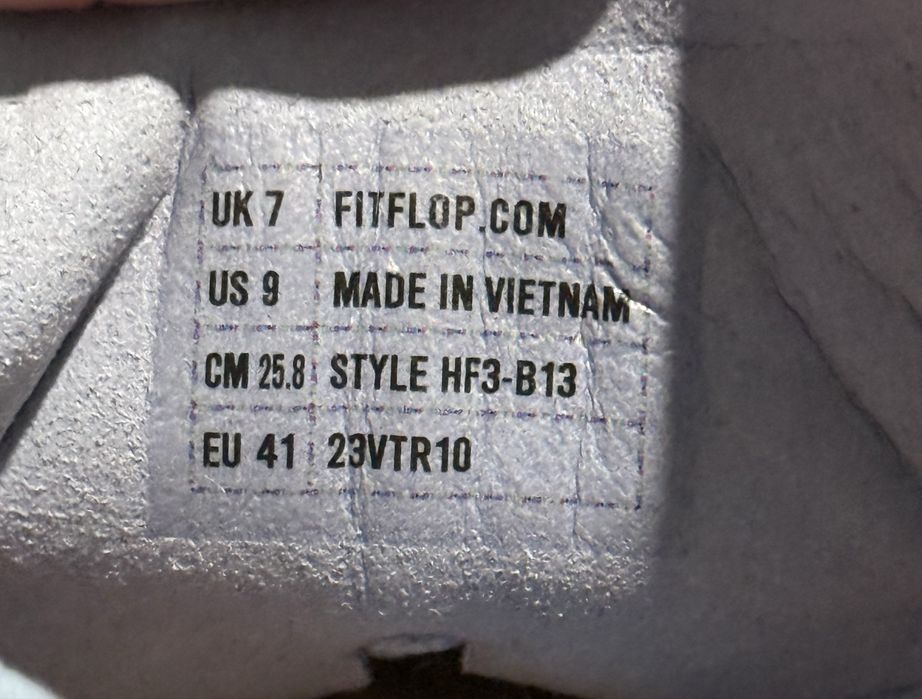 UK 7 FITFLOP.COM
US 9 MADE IN VIETNAM
CM 25.8 STYLE HF3-B13
EU 41 23VTR10